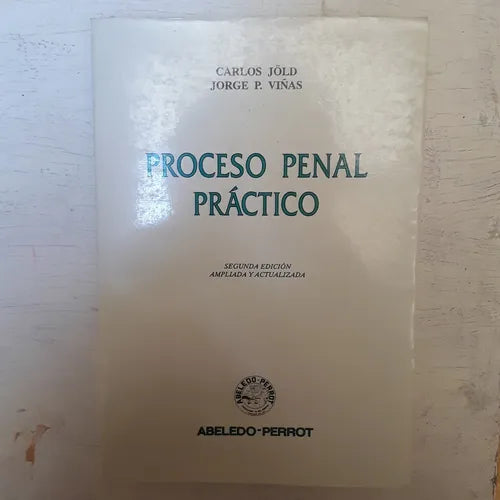 CARLOS JÖLD
JORGE P. VIÑAS
PROCESO PENAL
PRÁCTICO
SEGUNDA EDICIÓN
AMPLIADA Y ACTUALIZADA
ABELEDO-PERROT
ABELEDO-PERROT